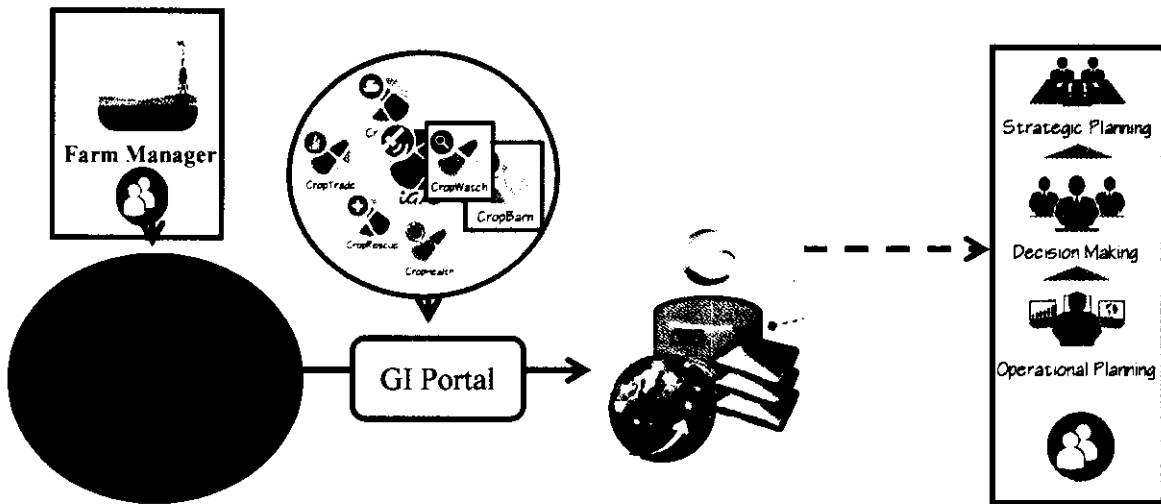 Farm Manager
CropTrade
CropWatch
CropBarn
CropRescue
CropHealth
GI Portal
Strategic Planning
Decision Making
Operational Planning